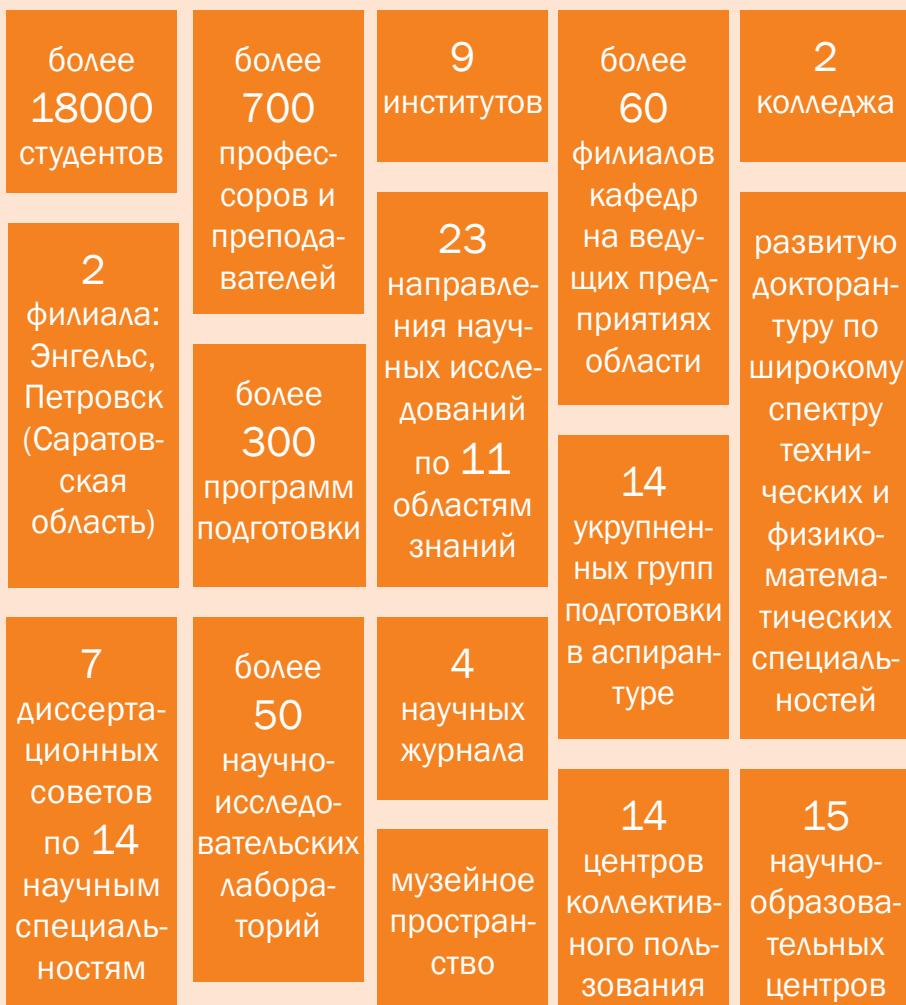 более
18000
студентов
2
филиала:
Энгельс,
Петровск
(Саратов-
ская
область)
7
диссерта-
ционных
советов
по 14
научным
специаль-
ностям
более
700
профес-
соров и
препода-
вателей
более
300
программ
подготовки
более
50
научно-
исследо-
вательских
лабора-
торий
9
институтов
23
направле-
ния науч-
ных иссле-
дований
по 11
областям
знаний
4
научных
журнала
музейное
простран-
ство
более
60
филиалов
кафедр
на веду-
щих пред-
приятиях
области
14
укрупнен-
ных групп
подготовки
в аспиран-
туре
14
центров
коллектив-
ного поль-
зования
2
колледжа
развитую
докторан-
туру по
широкому
спектру
техни-
ческих и
физико-
матема-
тических
специаль-
ностей
15
научно-
образова-
тельных
центров